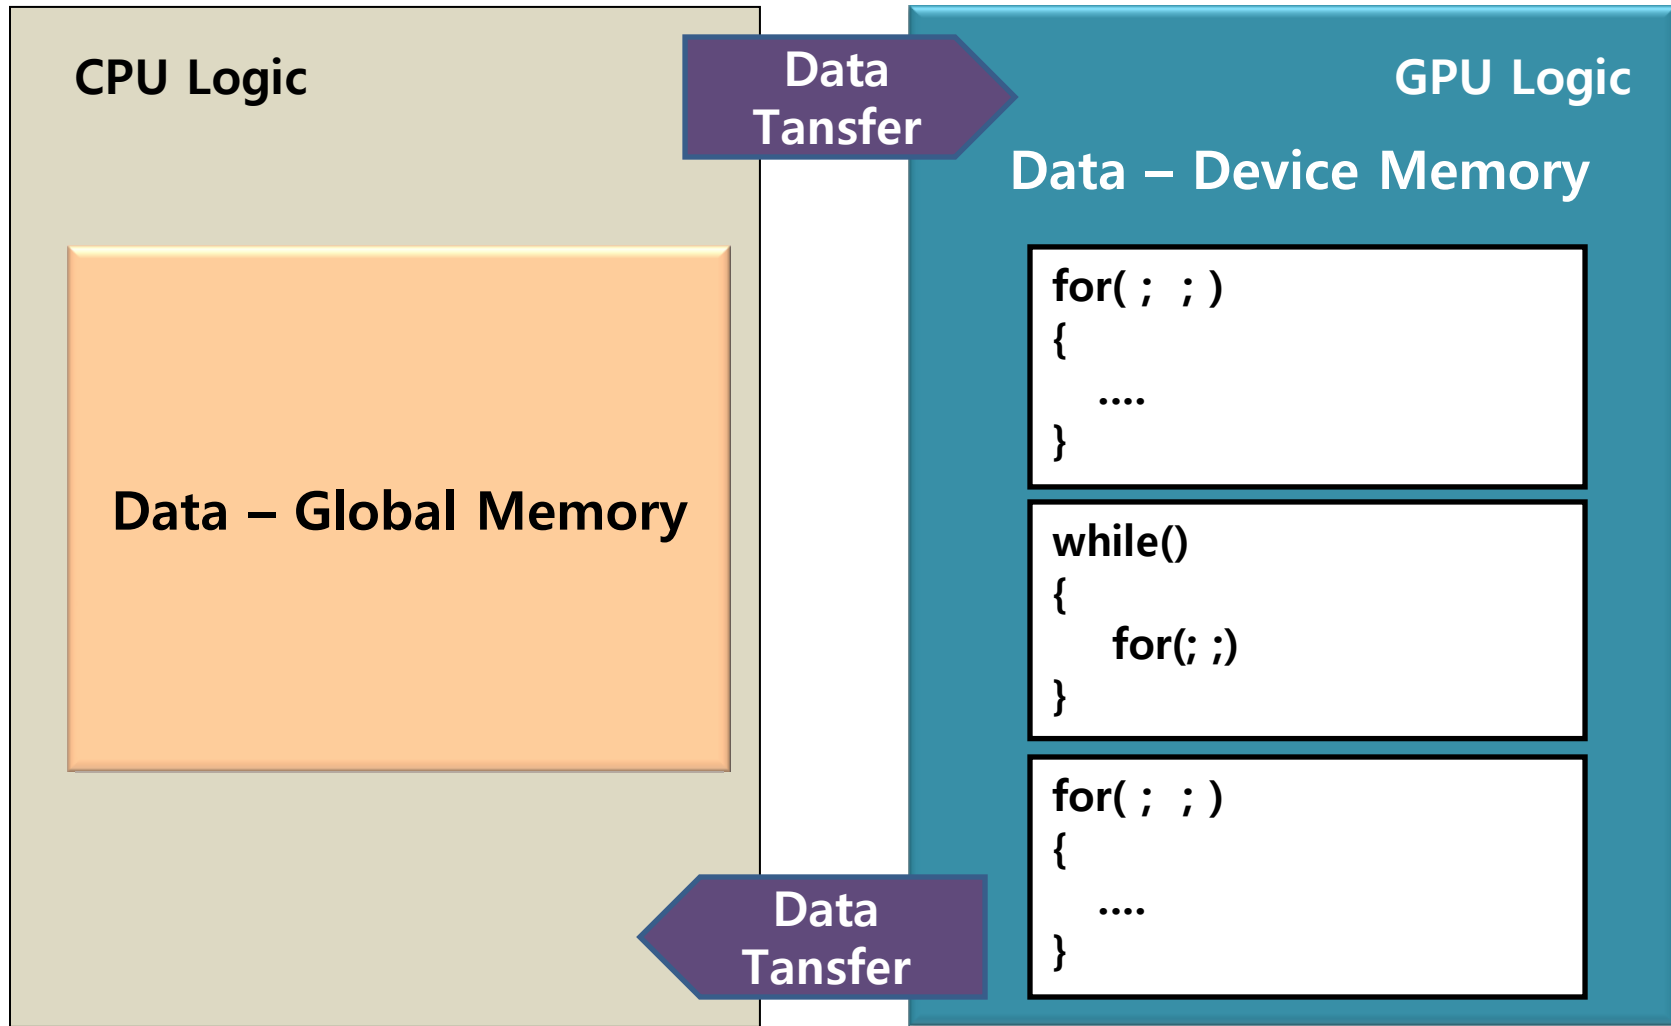 CPU Logic
Data
Tansfer
GPU Logic
Data – Device Memory
Data – Global Memory
for( ;  ; )
{
....
}
while()
{
for(; ;)
}
for( ;  ; )
{
....
}
Data
Tansfer